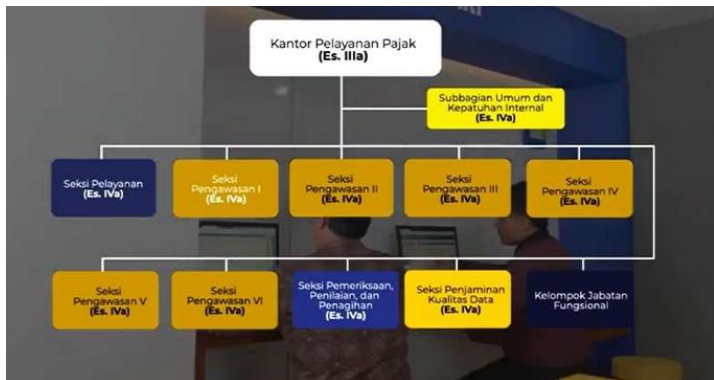 Kantor Pelayanan Pajak
(Es. IIIa)
Subbagian Umum dan
Kepatuhan Internal
(Es. IVa)
Seksi Pelayanan
(Es. IVa)
Seksi
Pengawasan I
(Es. IVa)
Seksi
Pengawasan II
(Es. IVa)
Seksi
Pengawasan III
(Es. IVa)
Seksi
Pengawasan IV
(Es. IVa)
Seksi
Pengawasan V
(Es. IVa)
Seksi
Pengawasan VI
(Es. IVa)
Seksi Pemeriksaan,
Penilaian, dan
Penagihan
(Es. IVa)
Seksi Penjaminan
Kualitas Data
(Es. IVa)
Kelompok Jabatan
Fungsional